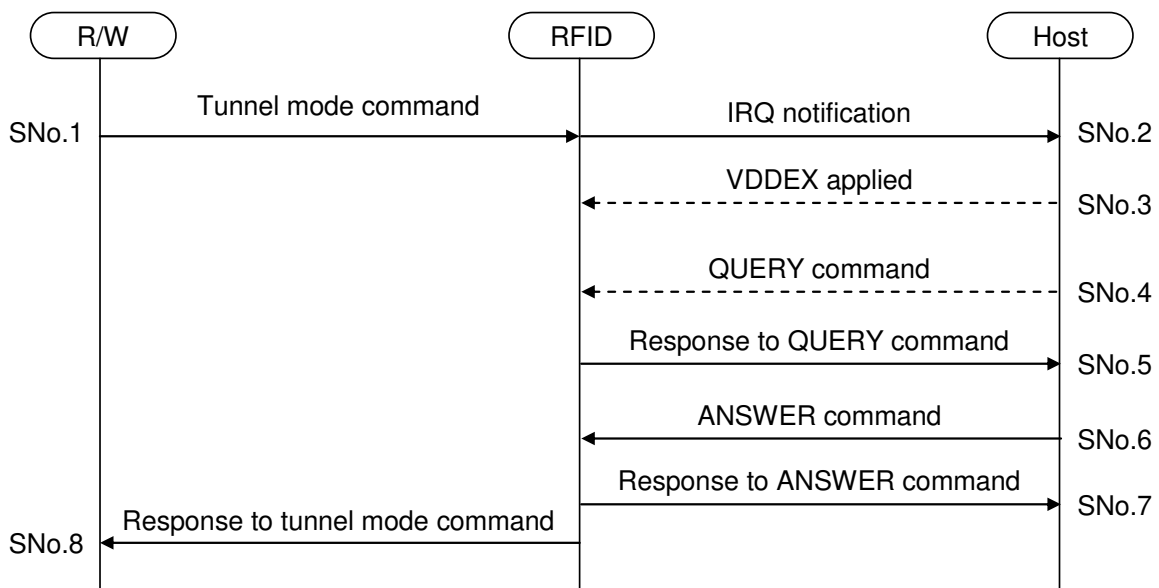 R/W
RFID
Host
Tunnel mode command
IRQ notification
SNo.1
SNo.2
VDDEX applied
SNo.3
QUERY command
SNo.4
Response to QUERY command
SNo.5
ANSWER command
SNo.6
Response to ANSWER command
SNo.7
Response to tunnel mode command
SNo.8